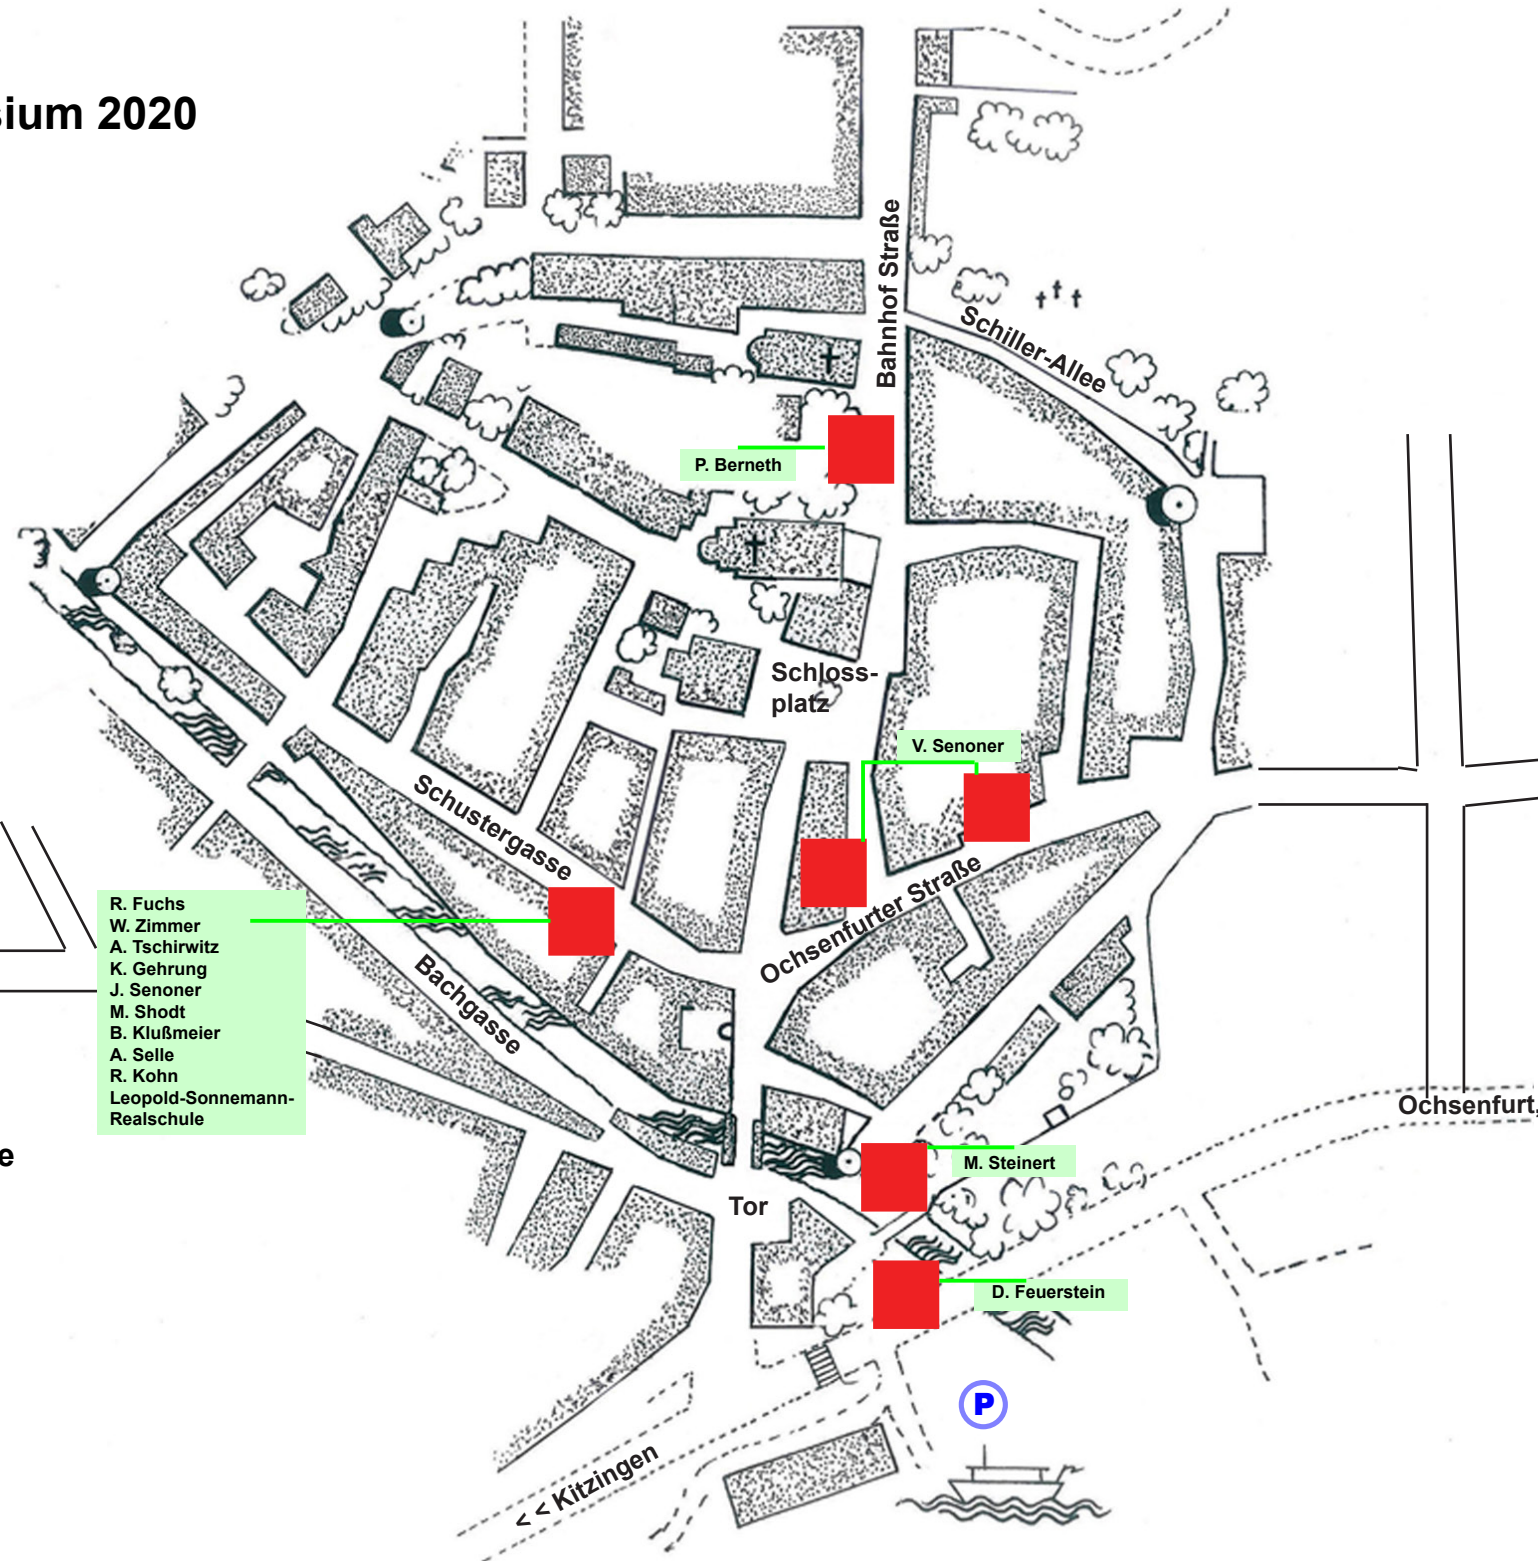 sium 2020
Bahnhof Straße
Schiller-Allee
P. Berneth
Schloss-
platz
V. Senoner
Schustergasse
Ochsenfurter Straße
R. Fuchs
W. Zimmer
A. Tschirwitz
K. Gehrung
J. Senoner
M. Shodt
B. Klußmeier
A. Selle
R. Kohn
Leopold-Sonnemann-
Realschule
Bachgasse
Ochsenfurt,
e
M. Steinert
Tor
D. Feuerstein
P
< < Kitzingen